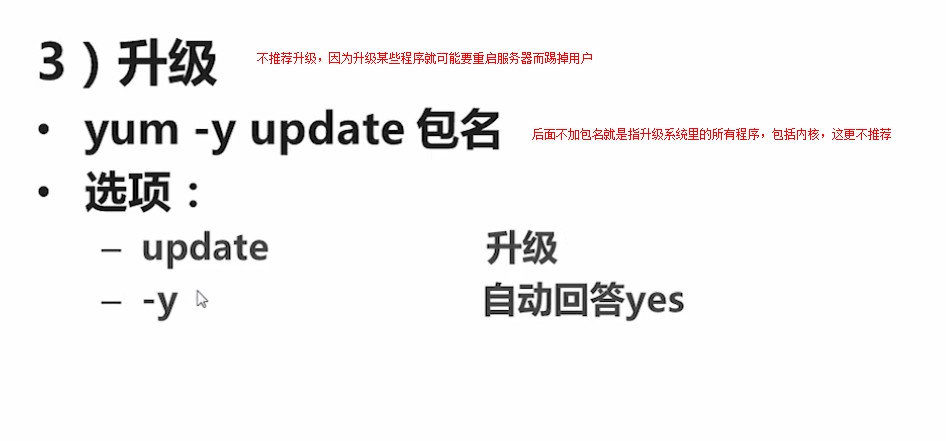 3）升级 不推荐升级，因为升级某些程序就可能要重启服务器而踢掉用户
• yum -y update 包名 后面不加包名就是指升级系统里的所有程序，包括内核，这更不推荐
• 选项：
– update 升级
– -y 自动回答yes